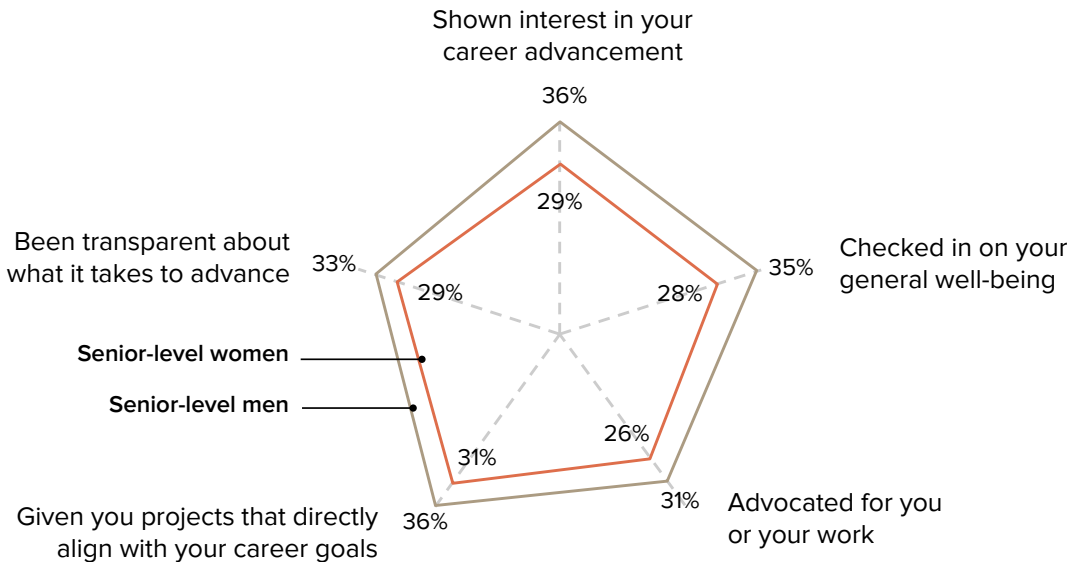 Shown interest in your
career advancement
36%
29%
Been transparent about
what it takes to advance
33%
29%
28%
35%
Checked in on your
general well-being
Senior-level women
Senior-level men
26%
31%
Advocated for you
or your work
31%
36%
Given you projects that directly
align with your career goals